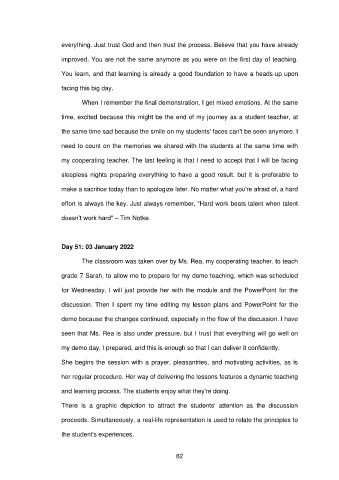 everything. Just trust God and then trust the process. Believe that you have already
improved. You are not the same anymore as you were on the first day of teaching.
You learn, and that learning is already a good foundation to have a heads-up upon
facing this big day.
When I remember the final demonstration, I get mixed emotions. At the same
time, excited because this might be the end of my journey as a student-teacher, at
the same time sad because the smile on my students' faces can't be seen anymore. I
need to count on the memories we shared with the students at the same time with
my cooperating teacher. The last feeling is that I need to accept that I will be facing
sleepless nights preparing everything to have a good result, but it is preferable to
make a sacrifice today than to apologize later. No matter what you're afraid of, a hard
effort is always the key. Just always remember, "Hard work beats talent when talent
doesn't work hard" – Tim Notke.
Day 51: 03 January 2022
The classroom was taken over by Ms. Rea, my cooperating teacher, to teach
grade 7 Sarah, to allow me to prepare for my demo teaching, which was scheduled
for Wednesday. I will just provide her with the module and the PowerPoint for the
discussion. Then I spent my time editing my lesson plans and PowerPoint for the
demo because the changes continued, especially in the flow of the discussion. I have
seen that Ms. Rea is also under pressure, but I trust that everything will go well on
my demo day. I prepared, and this is enough so that I can deliver it confidently.
She begins the session with a prayer, pleasantries, and motivating activities, as is
her regular procedure. Her way of delivering the lessons features a dynamic teaching
and learning process. The students enjoy what they're doing.
There is a graphic depiction to attract the students' attention as the discussion
proceeds. Simultaneously, a real-life representation is used to relate the principles to
the student's experiences.
62